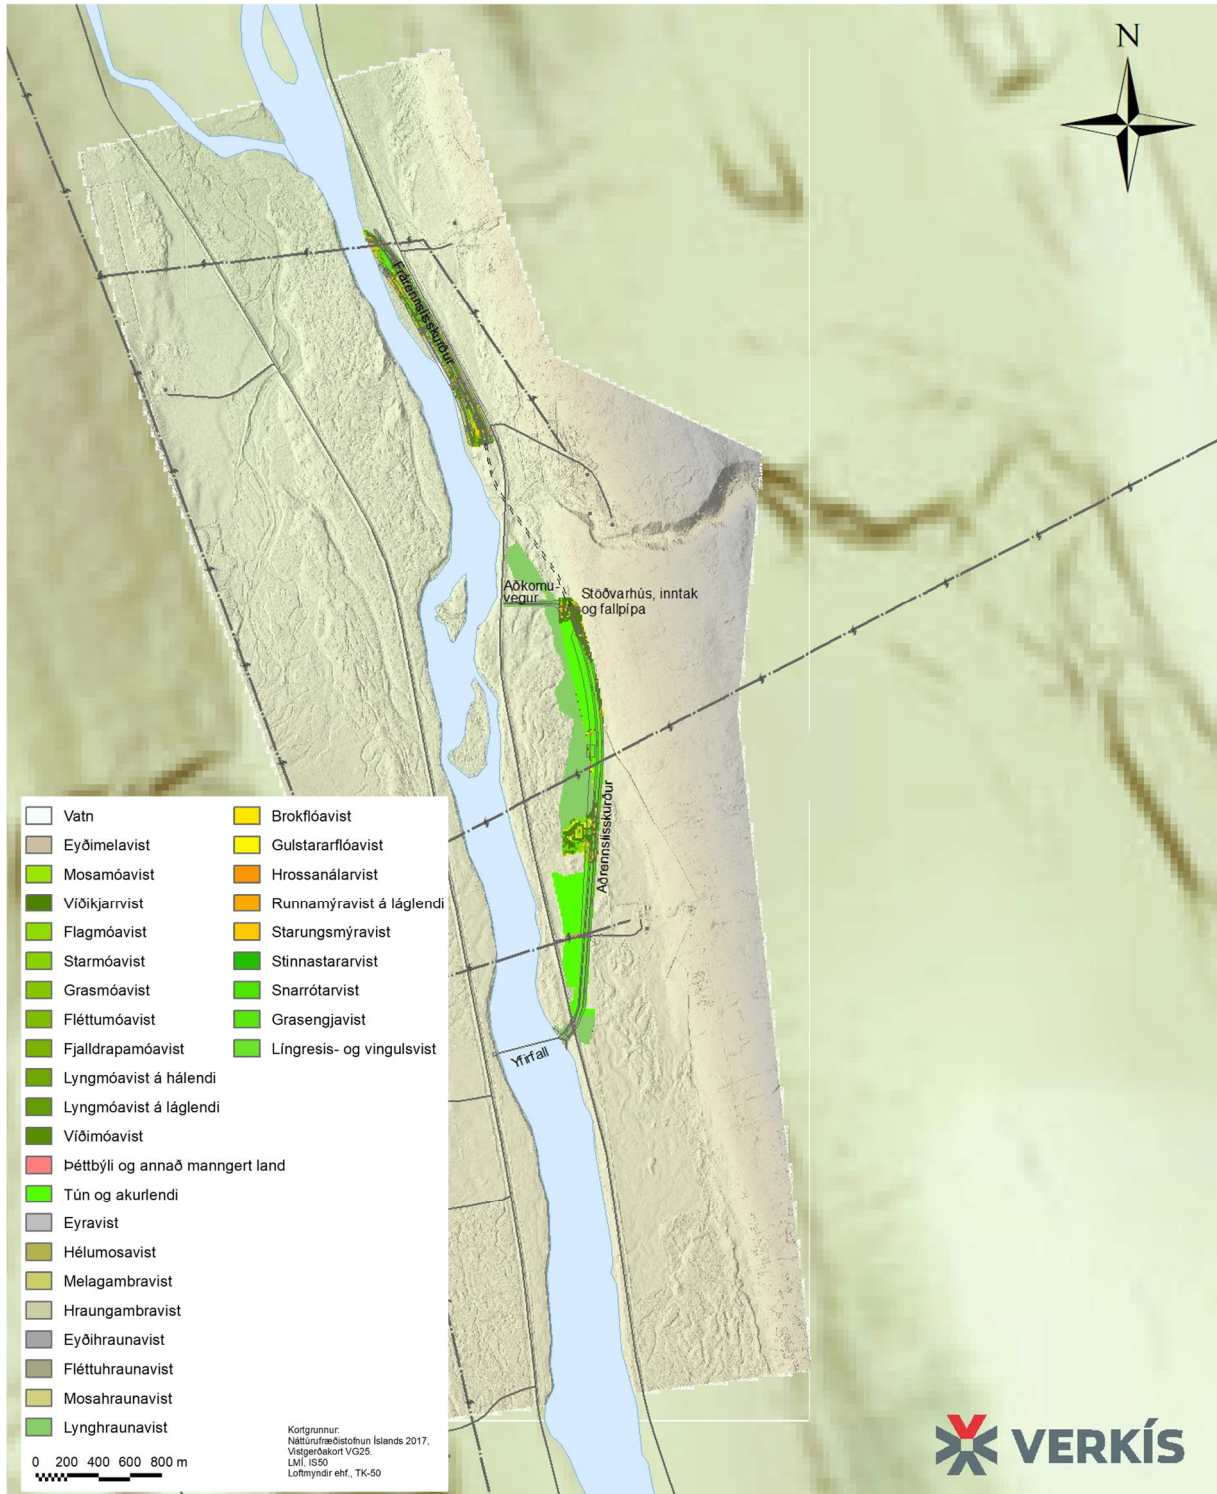 N
Frárennslisskurður
Aðkomu-
vegur
Stöðvarhús, inntak
og fallpípa
Aðrennslisskurður
Yfirfall
Vatn
Eyðimelavist
Mosamóavist
Víðikjarrvist
Flagmóavist
Starmóavist
Grasmóavist
Fléttumóavist
Fjalldrapamóavist
Lyngmóavist á hálendi
Lyngmóavist á láglendi
Víðimóavist
Þéttbýli og annað manngert land
Tún og akurlendi
Eyravist
Hélumosavist
Melagambravist
Hraungambravist
Eyðihraunavist
Fléttuhraunavist
Mosahraunavist
Lynghraunavist
Brokflóavist
Gulstararflóavist
Hrossanálarvist
Runnamýravist á láglendi
Starungsmýravist
Stinnastararvist
Snarrótarvist
Grasengjavist
Língresis- og vingulsvist
0 200 400 600 800 m
Kortgrunnur:
Náttúrufræðistofnun Íslands 2017,
Vistgerðakort VG25.
LMÍ, IS50
Loftmyndir ehf., TK-50
VERKÍS